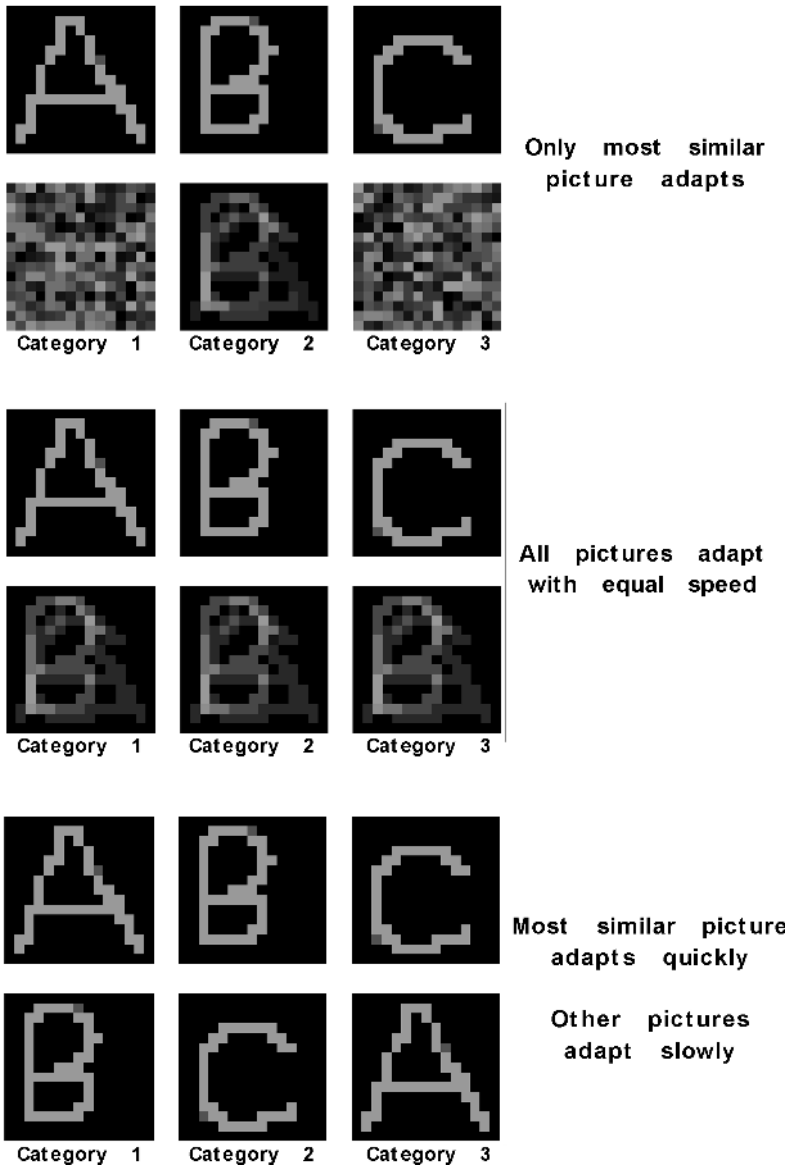 A B C
Only most similar
picture adapts
Category 1 Category 2 Category 3
A B C
All pictures adapt
with equal speed
Category 1 Category 2 Category 3
A B C
Most similar picture
adapts quickly
B C A
Other pictures
adapt slowly
Category 1 Category 2 Category 3